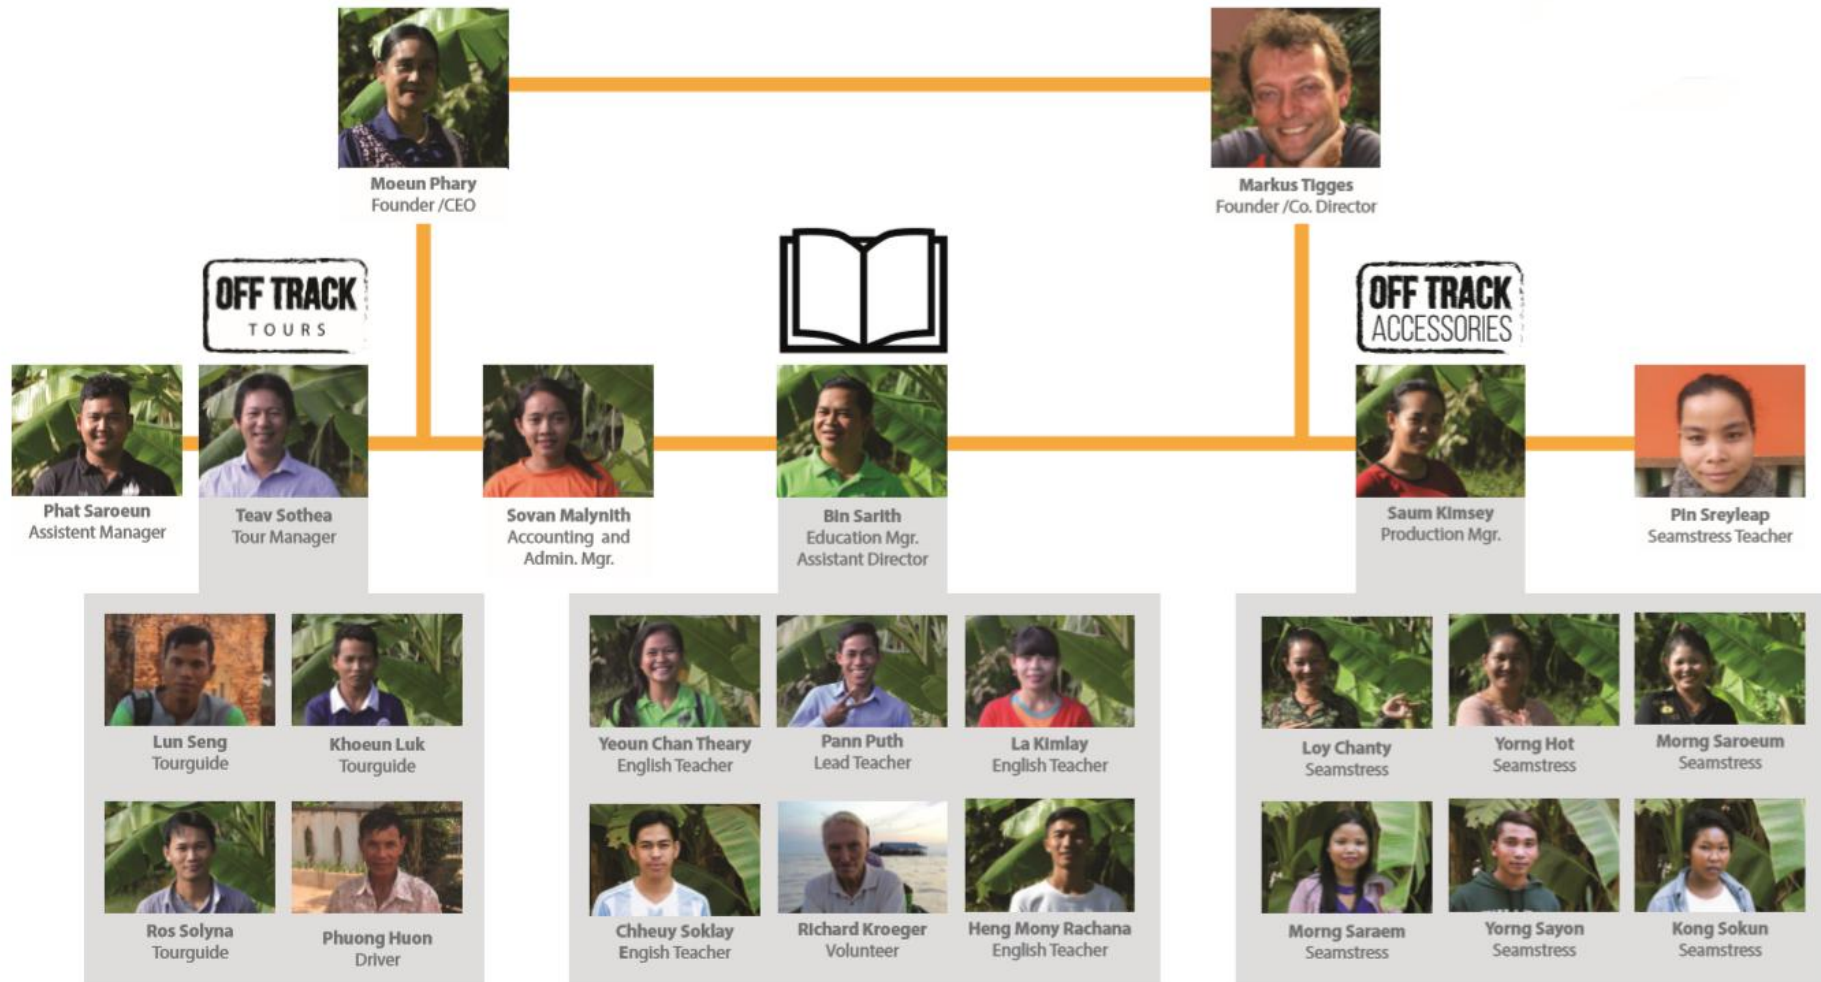 Moeun Phary
Founder /CEO
Markus Tigges
Founder /Co. Director
OFF TRACK
TOURS
OFF TRACK
ACCESSORIES
Phat Saroeun
Assistent Manager
Teav Sothea
Tour Manager
Sovan Malynith
Accounting and
Admin. Mgr.
Bin Sarith
Education Mgr.
Assistant Director
Saum Kimsey
Production Mgr.
Pin Sreyleap
Seamstress Teacher
Lun Seng
Tourguide
Khoeun Luk
Tourguide
Ros Solyna
Tourguide
Phuong Huon
Driver
Yeoun Chan Theary
English Teacher
Pann Puth
Lead Teacher
La Kimlay
English Teacher
Chheuy Soklay
Engish Teacher
Richard Kroeger
Volunteer
Heng Mony Rachana
English Teacher
Loy Chanty
Seamstress
Yorng Hot
Seamstress
Morng Saroeum
Seamstress
Morng Saraem
Seamstress
Yorng Sayon
Seamstress
Kong Sokun
Seamstress